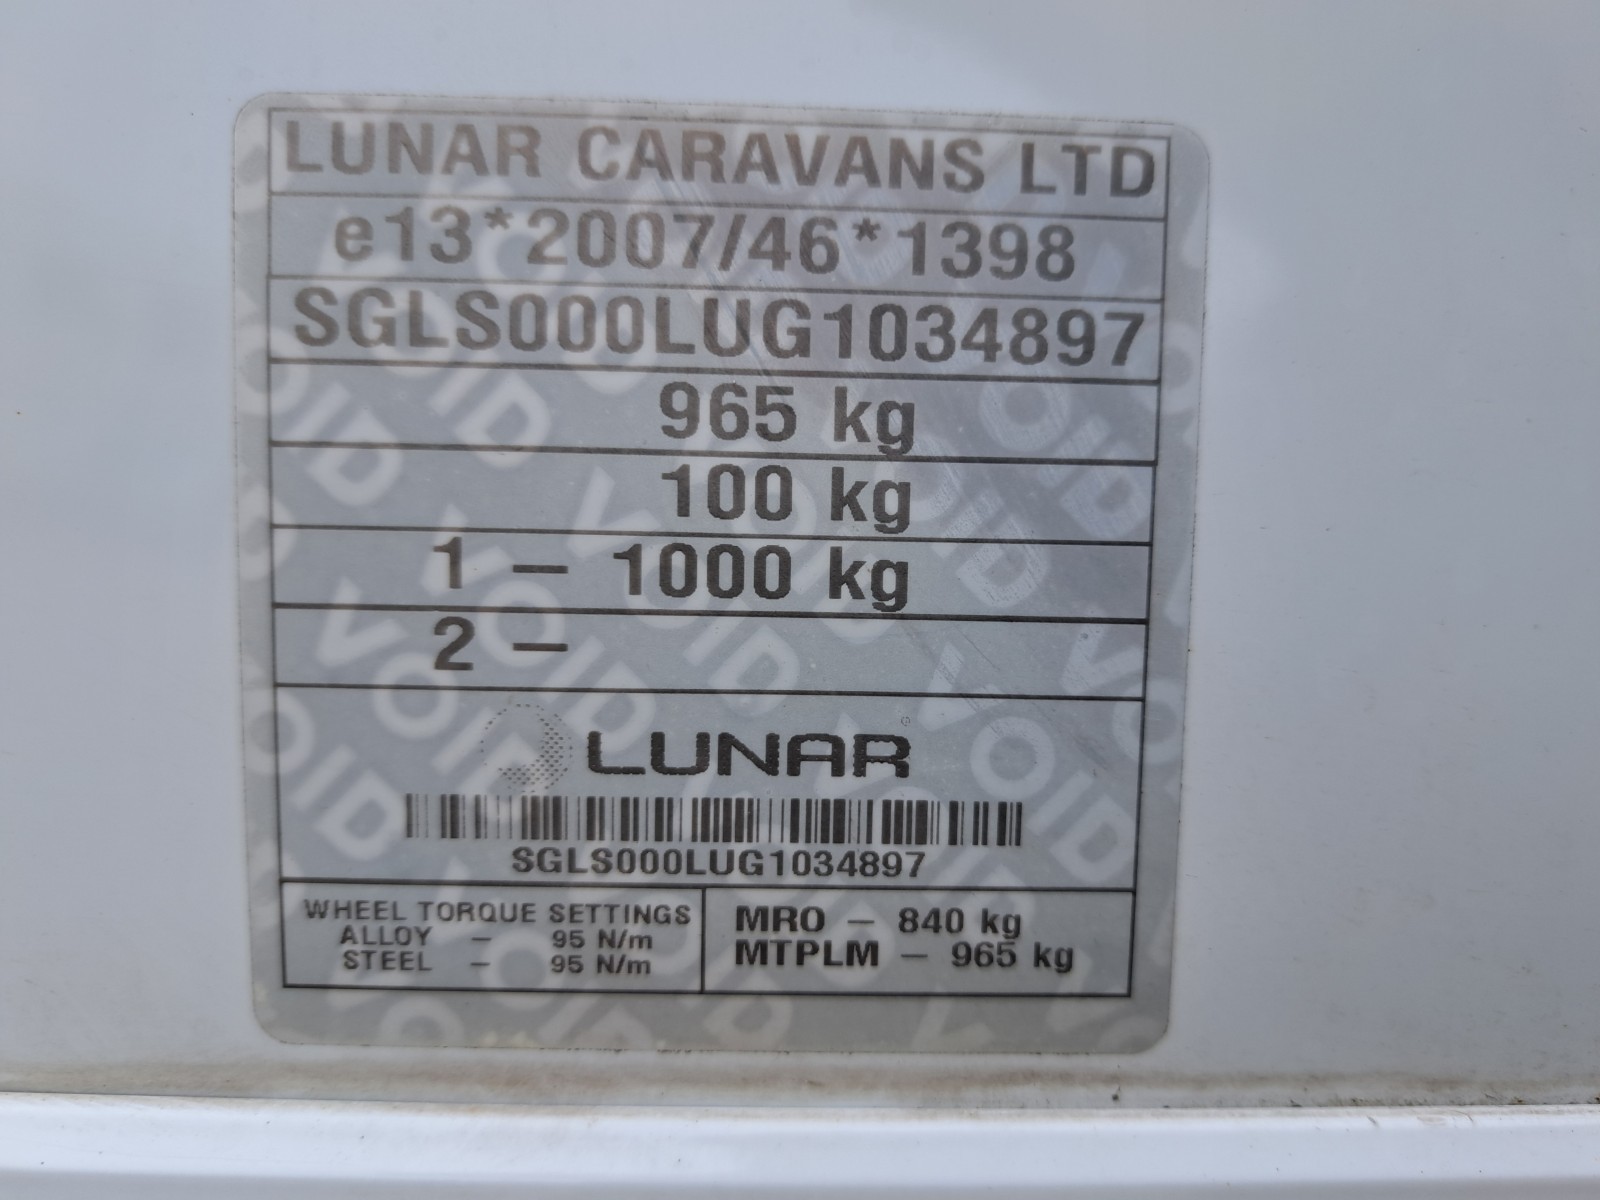 LUNAR CARAVANS LTD
e13*2007/46*1398
SGLS000LUG1034897
965 kg
100 kg
1 – 1000 kg
2 –
LUNAR®
SGLS000LUG1034897
WHEEL TORQUE SETTINGS
ALLOY – 95 N/m
STEEL – 95 N/m
MRO – 840 kg
MTPLM – 965 kg
VOID